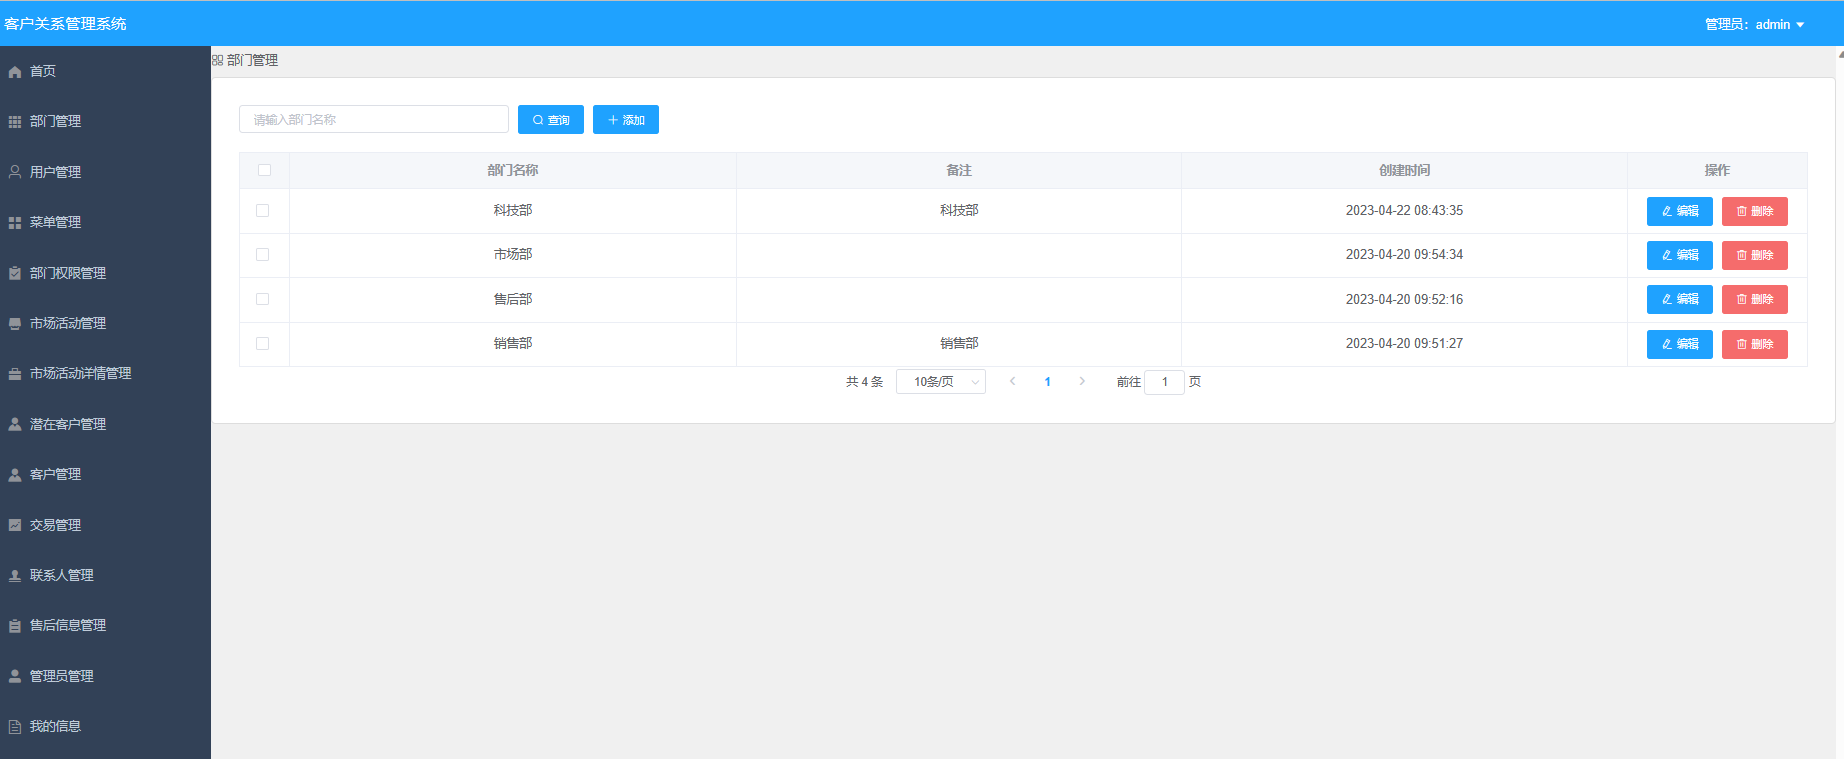 客户关系管理系统
管理员：admin
首页
部门管理
用户管理
菜单管理
部门权限管理
市场活动管理
市场活动详情管理
潜在客户管理
客户管理
交易管理
联系人管理
售后信息管理
管理员管理
我的信息
部门管理
请输入部门名称 查询 添加
部门名称 备注 创建时间 操作
科技部 科技部 2023-04-22 08:43:35 编辑 删除
市场部 2023-04-20 09:54:34 编辑 删除
售后部 2023-04-20 09:52:16 编辑 删除
销售部 销售部 2023-04-20 09:51:27 编辑 删除
共 4 条 10条/页 1 前往 1 页